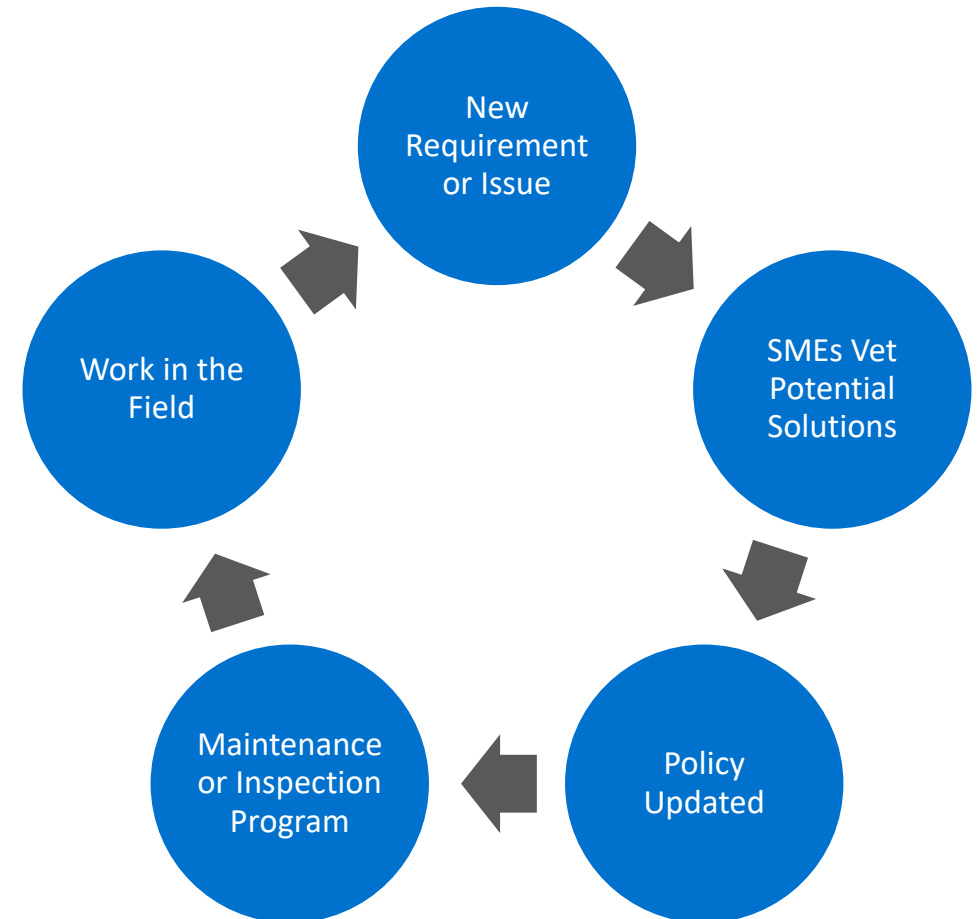 New
Requirement
or Issue
SMEs Vet
Potential
Solutions
Policy
Updated
Maintenance
or Inspection
Program
Work in the
Field